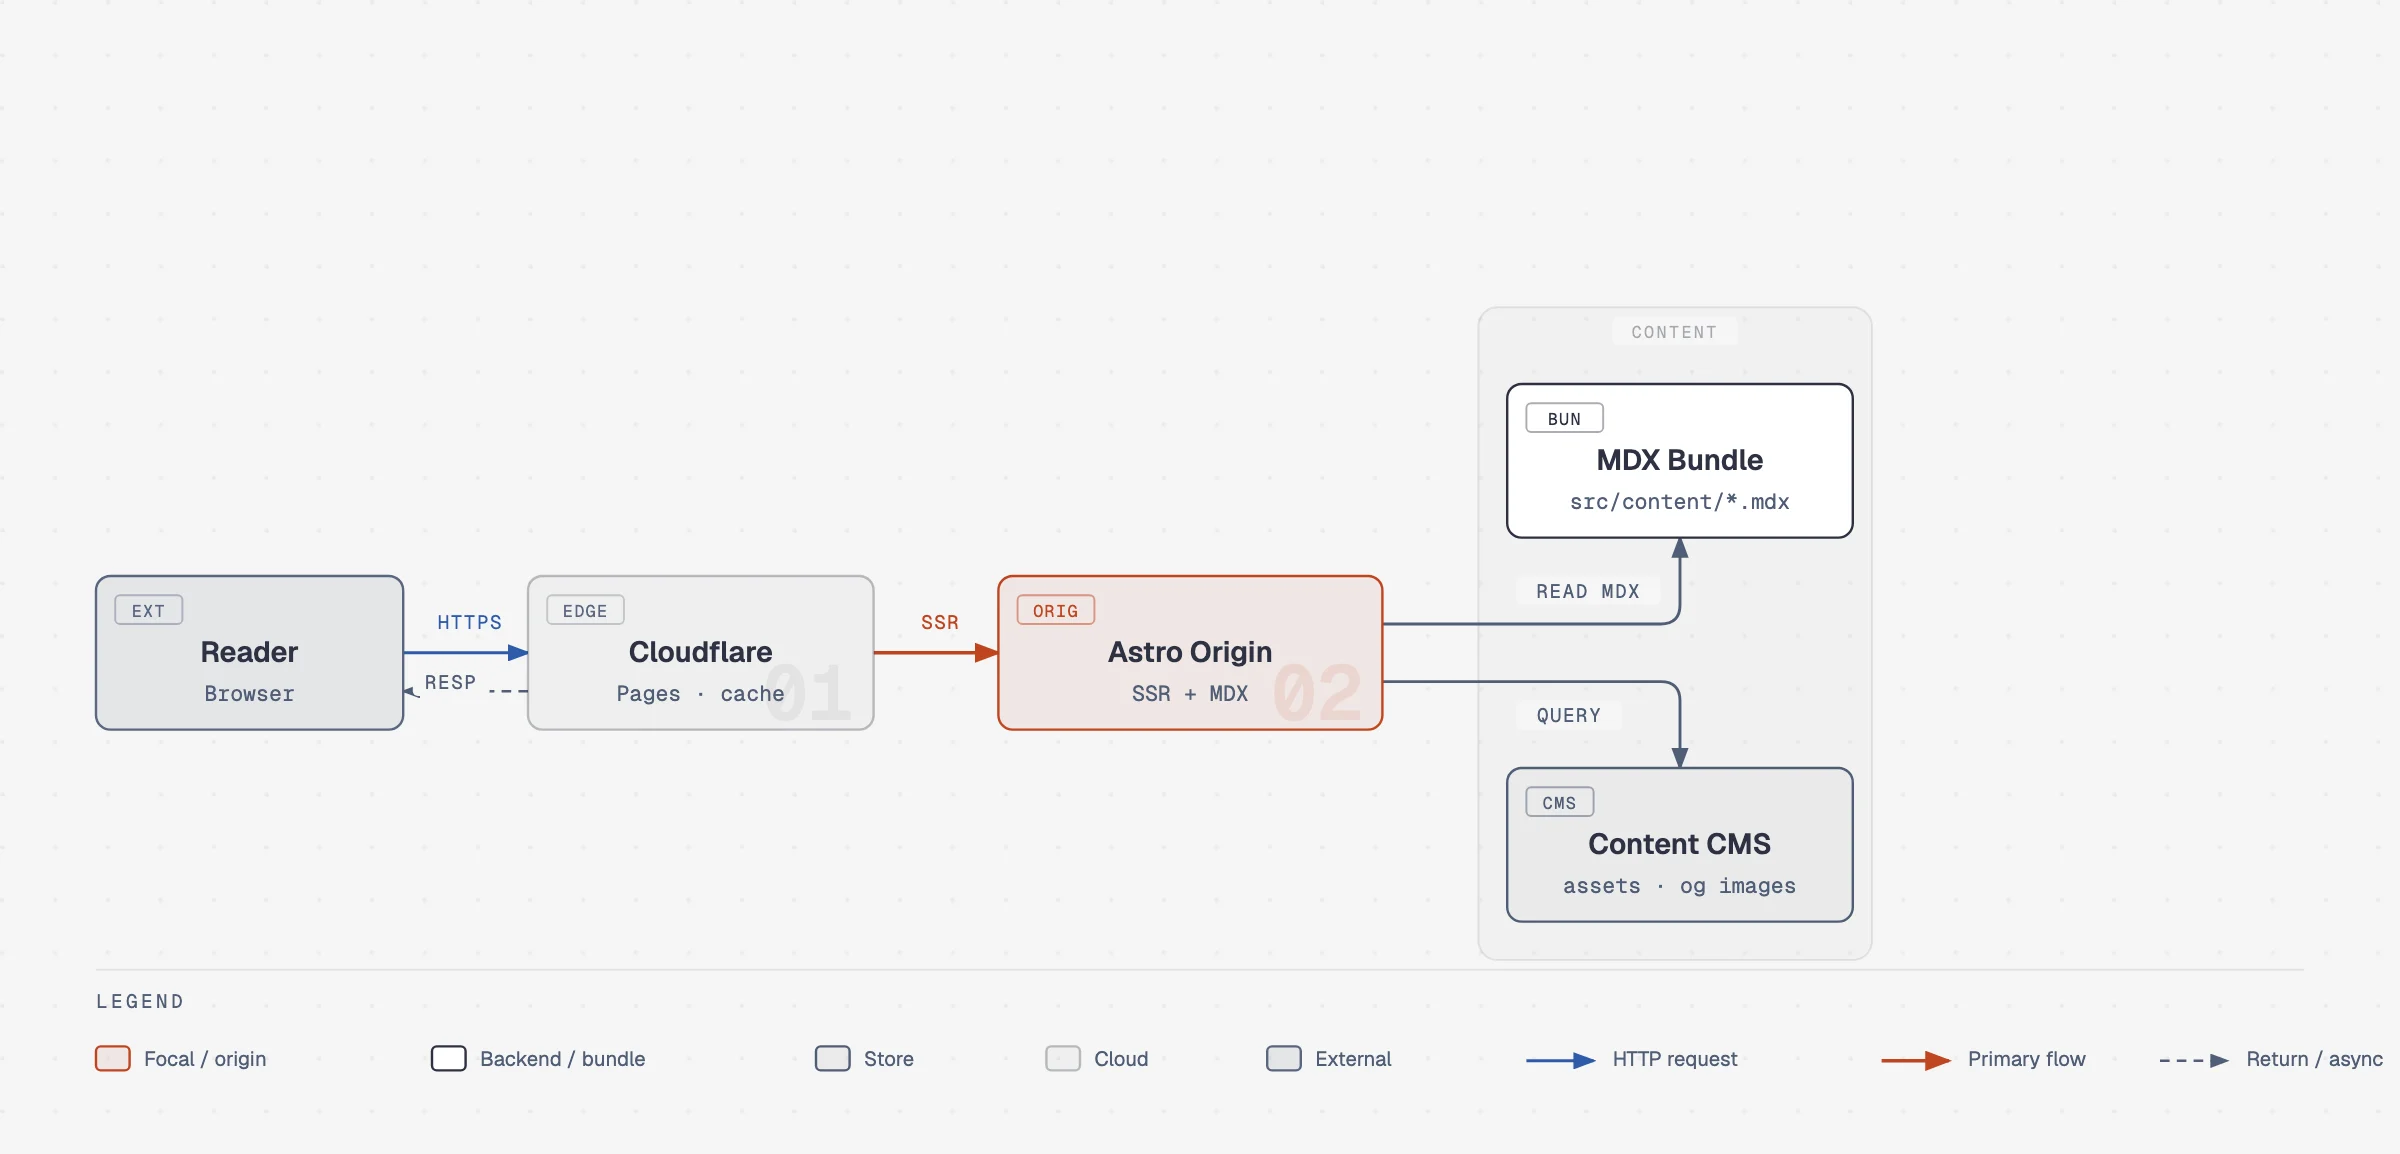 CONTENT
BUN
MDX Bundle
src/content/*.mdx
READ MDX
EXT
Reader
Browser
HTTPS
RESP
EDGE
Cloudflare
Pages · cache
01
SSR
ORIG
Astro Origin
SSR + MDX
02
QUERY
CMS
Content CMS
assets · og images
LEGEND
Focal / origin
Backend / bundle
Store
Cloud
External
HTTP request
Primary flow
Return / async